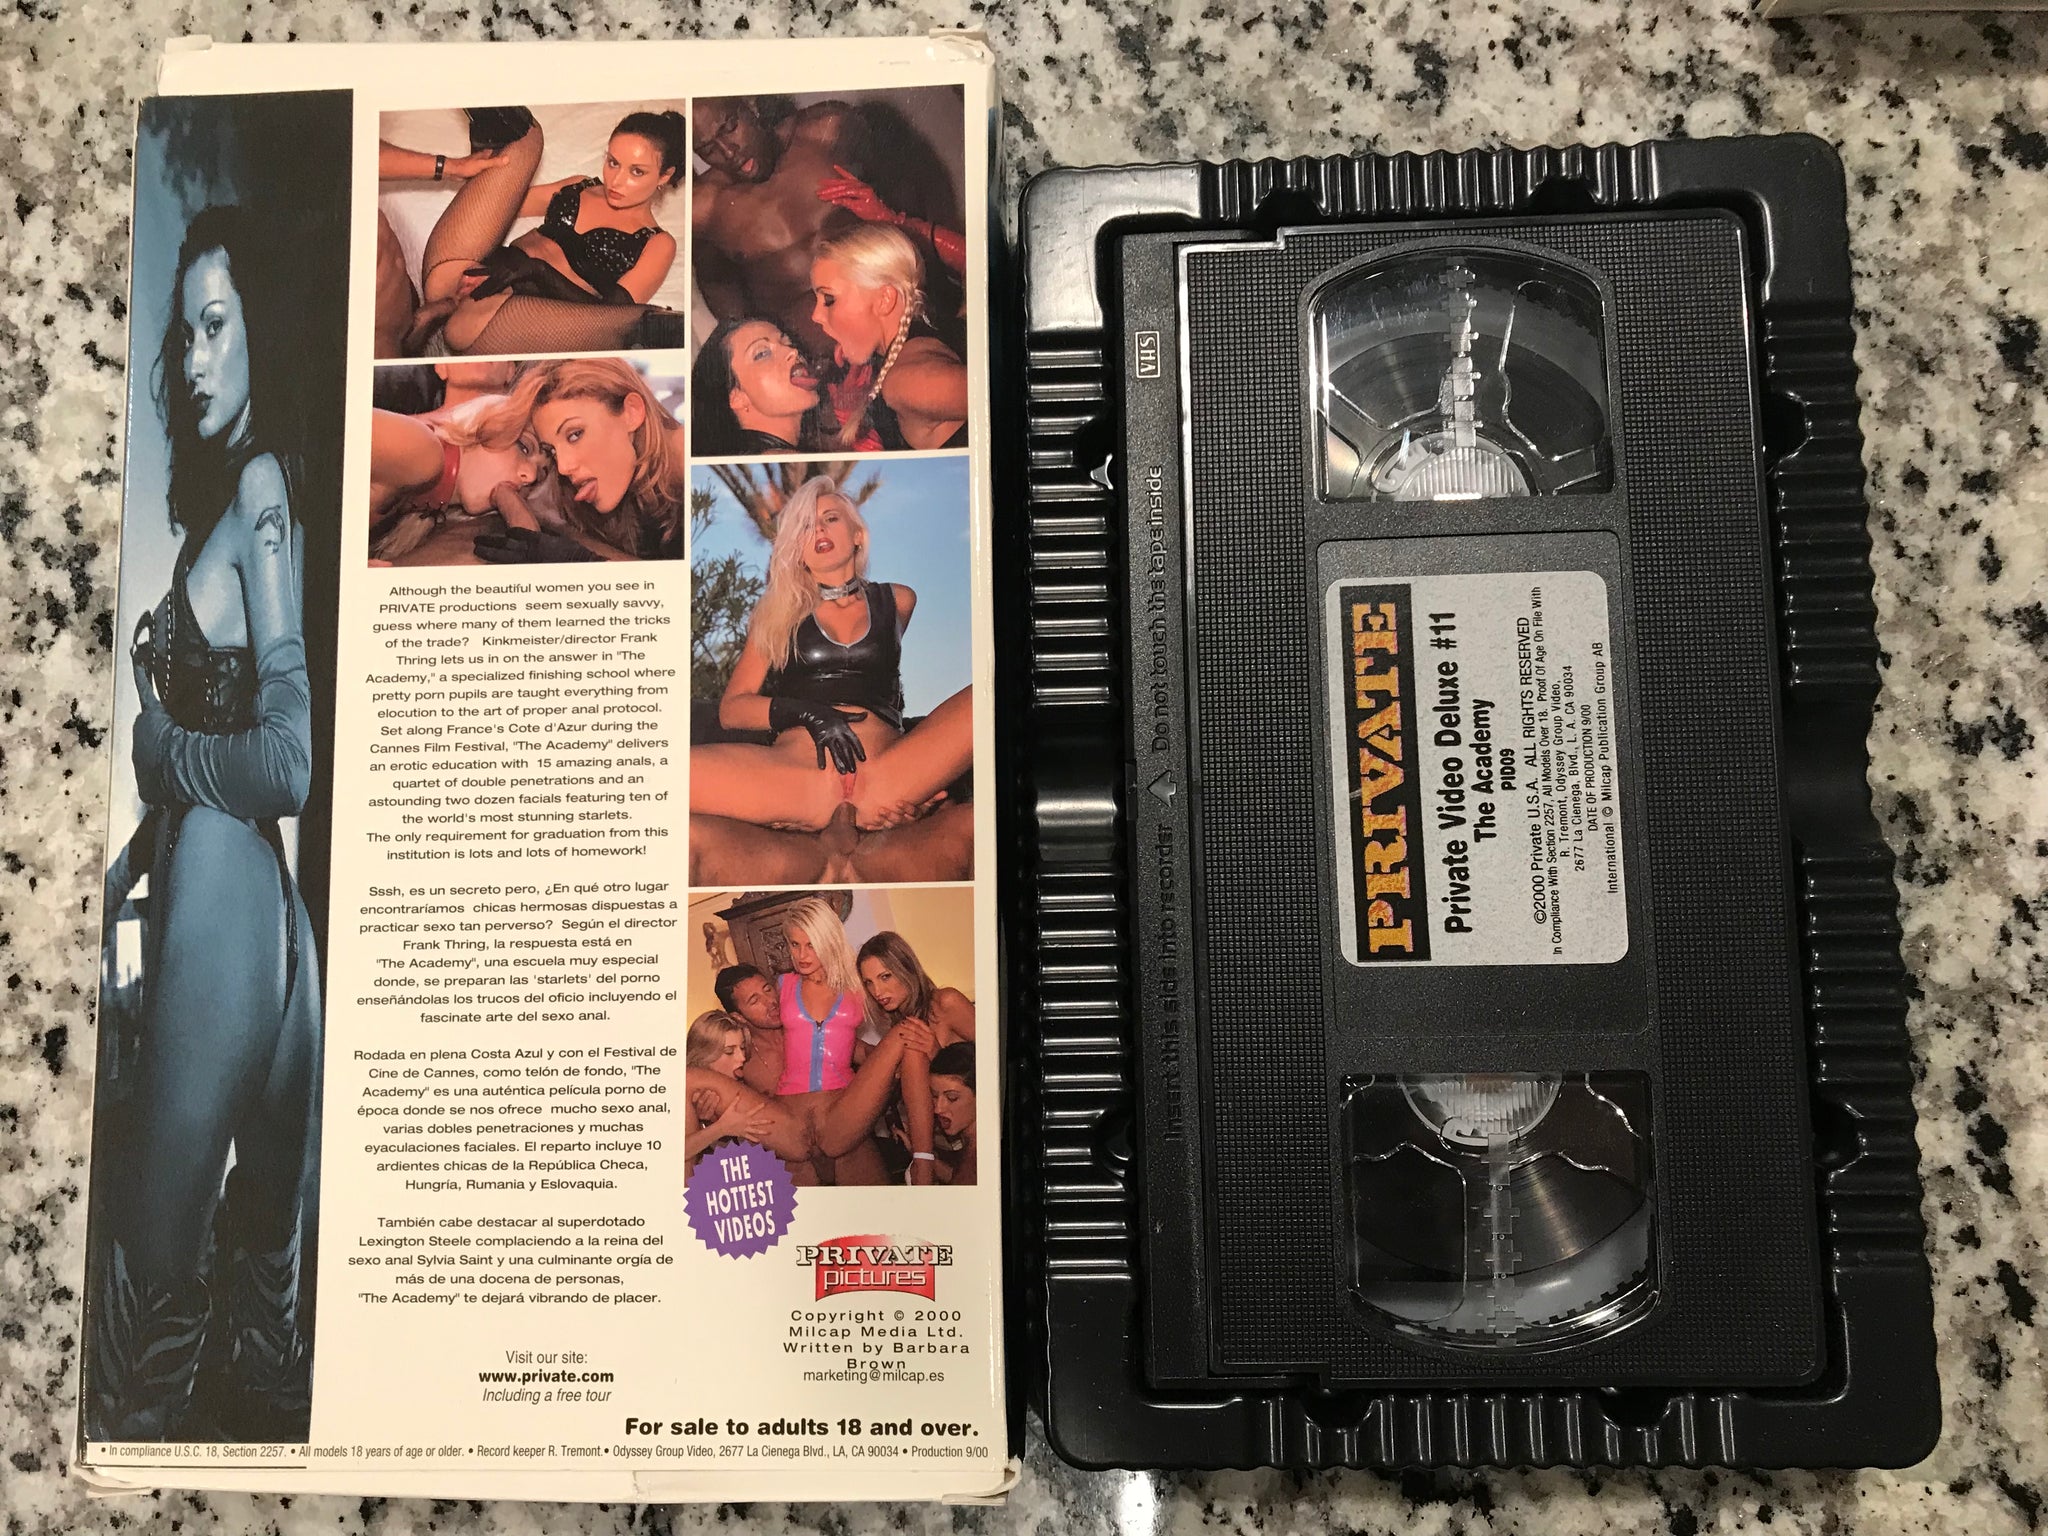 Although the beautiful women you see in
PRIVATE productions seem sexually savvy,
guess where many of them learned the tricks
of the trade? Kinkmeister/director Frank
Thring lets us in on the answer in "The
Academy," a specialized finishing school where
pretty porn pupils are taught everything from
elocution to the art of proper anal protocol.
Set along France's Cote d'Azur during the
Cannes Film Festival, "The Academy" delivers
an erotic education with 15 amazing anals, a
quartet of double penetrations and an
astounding two dozen facials featuring ten of
the world's most stunning starlets.
The only requirement for graduation from this
institution is lots and lots of homework!
Sssh, es un secreto pero, ¿En qué otro lugar
encontraríamos chicas hermosas dispuestas a
practicar sexo tan perverso? Según el director
Frank Thring, la respuesta está en
"The Academy", una escuela muy especial
donde, se preparan las 'starlets' del porno
enseñándolas los trucos del oficio incluyendo el
fascinate arte del sexo anal.
Rodada en plena Costa Azul y con el Festival de
Cine de Cannes, como telón de fondo, "The
Academy" es una auténtica película porno de
época donde se nos ofrece mucho sexo anal,
varias dobles penetraciones y muchas
eyaculaciones faciales. El reparto incluye 10
ardientes chicas de la República Checa,
Hungría, Rumania y Eslovaquia.
También cabe destacar al superdotado
Lexington Steele complaciendo a la reina del
sexo anal Sylvia Saint y una culminante orgía de
más de una docena de personas,
"The Academy" te dejará vibrando de placer.
Visit our site:
www.private.com
Including a free tour
THE
HOTTEST
VIDEOS
PRIVATE
pictures
Copyright © 2000
Milcap Media Ltd.
Written by Barbara
Brown
marketing@milcap.es
For sale to adults 18 and over.
• In compliance U.S.C. 18, Section 2257. • All models 18 years of age or older. • Record keeper R. Tremont. • Odyssey Group Video, 2677 La Cienega Blvd., LA, CA 90034 • Production 9/00
VHS
Insert this side into recorder Do not touch the tape inside
PRIVATE
Private Video Deluxe #11
The Academy
PID09
©2000 Private U.S.A. ALL RIGHTS RESERVED
In Compliance With Section 2257, All Models Over 18. Proof Of Age On File With
R. Tremont, Odyssey Group Video,
2677 La Cienega, Blvd., L. A. CA 90034
DATE OF PRODUCTION 9/00
International © Milcap Publication Group AB